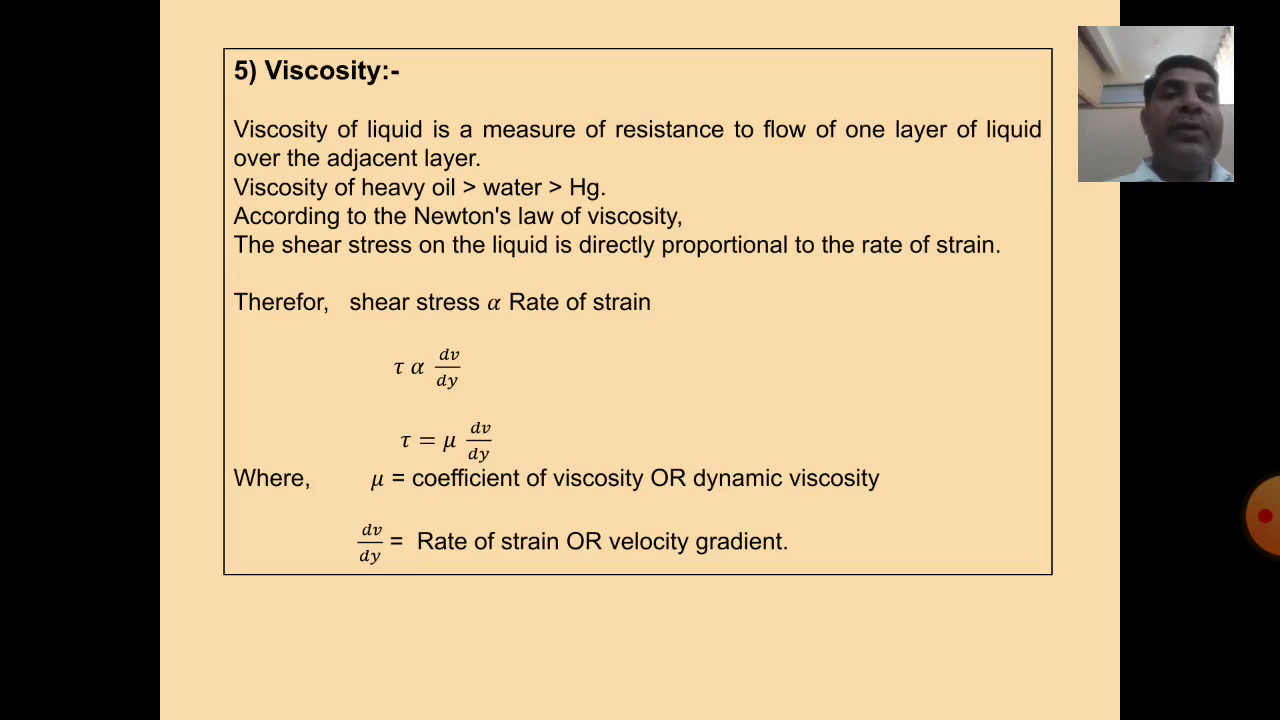 5) Viscosity:-
Viscosity of liquid is a measure of resistance to flow of one layer of liquid
over the adjacent layer.
Viscosity of heavy oil > water > Hg.
According to the Newton's law of viscosity,
The shear stress on the liquid is directly proportional to the rate of strain.
Therefor, shear stress α Rate of strain
τ α dv/dy
τ = μ dv/dy
Where, μ = coefficient of viscosity OR dynamic viscosity
dv/dy = Rate of strain OR velocity gradient.